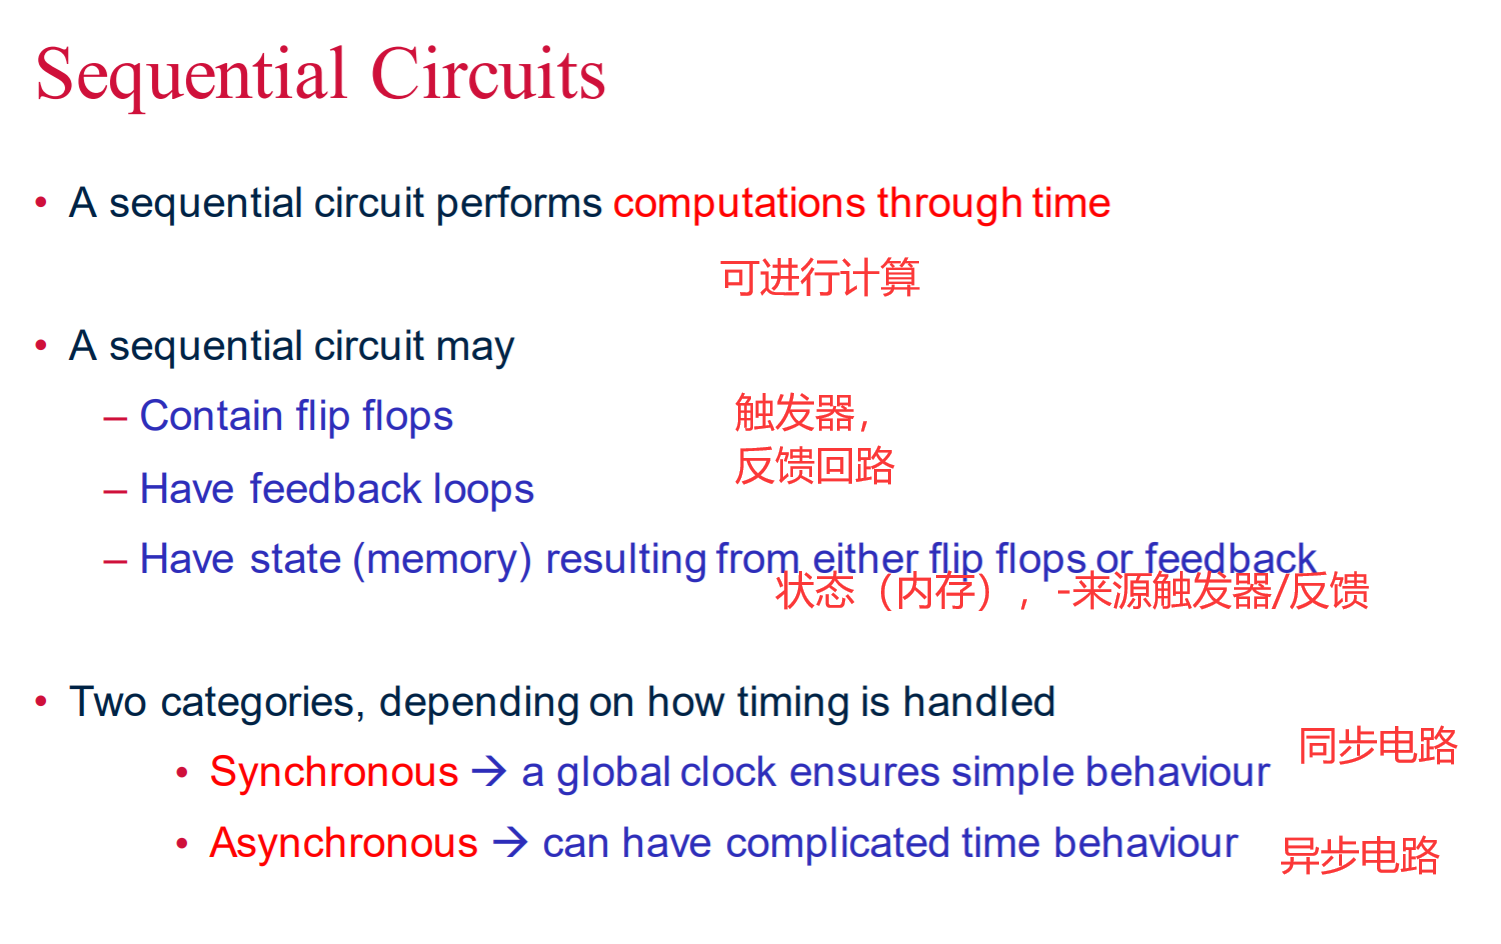 Sequential Circuits
• A sequential circuit performs computations through time
可进行计算
• A sequential circuit may
– Contain flip flops
触发器，
– Have feedback loops
反馈回路
– Have state (memory) resulting from either flip flops or feedback
状态（内存），-来源触发器/反馈
• Two categories, depending on how timing is handled
• Synchronous → a global clock ensures simple behaviour
同步电路
• Asynchronous → can have complicated time behaviour
异步电路